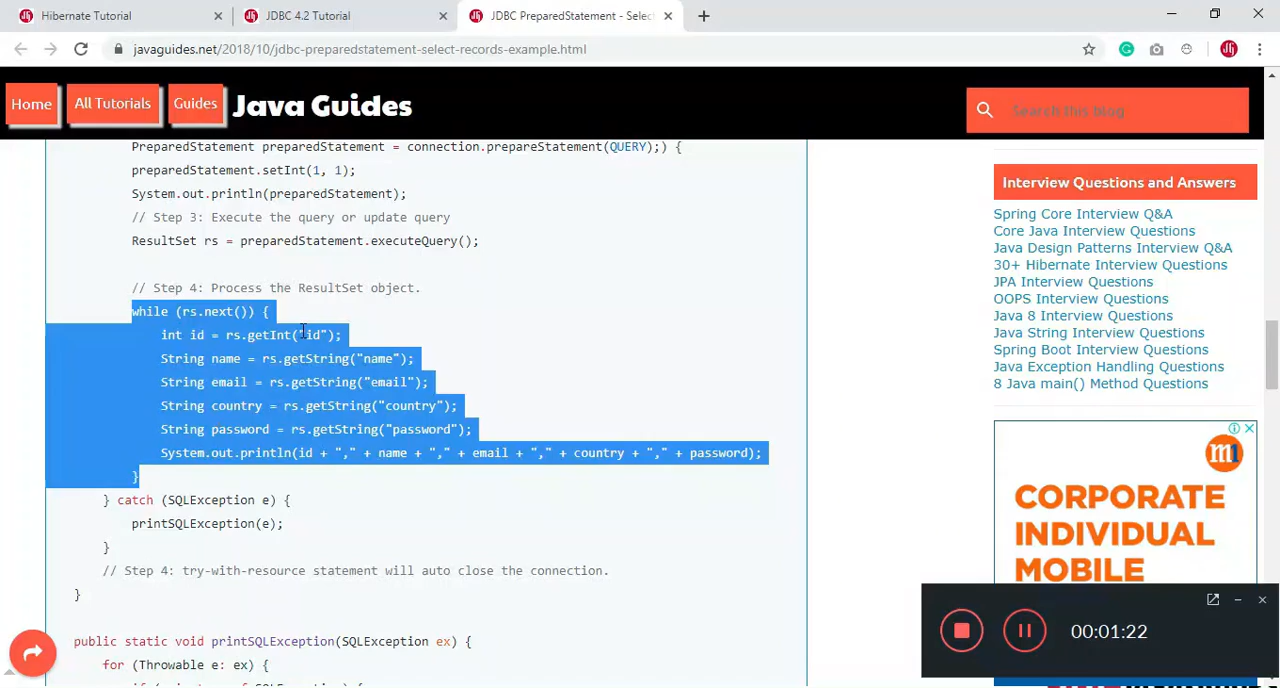 Hibernate Tutorial
JDBC 4.2 Tutorial
JDBC PreparedStatement - Selec
javaguides.net/2018/10/jdbc-preparedstatement-select-records-example.html
Home
All Tutorials
Guides
Java Guides
Search this blog
PreparedStatement preparedStatement = connection.prepareStatement(QUERY);) {
preparedStatement.setInt(1, 1);
System.out.println(preparedStatement);
// Step 3: Execute the query or update query
ResultSet rs = preparedStatement.executeQuery();
// Step 4: Process the ResultSet object.
while (rs.next()) {
int id = rs.getInt("id");
String name = rs.getString("name");
String email = rs.getString("email");
String country = rs.getString("country");
String password = rs.getString("password");
System.out.println(id + "," + name + "," + email + "," + country + "," + password);
}
} catch (SQLException e) {
printSQLException(e);
}
// Step 4: try-with-resource statement will auto close the connection.
}
public static void printSQLException(SQLException ex) {
for (Throwable e: ex) {
Interview Questions and Answers
Spring Core Interview Q&A
Core Java Interview Questions
Java Design Patterns Interview Q&A
30+ Hibernate Interview Questions
JPA Interview Questions
OOPS Interview Questions
Java 8 Interview Questions
Java String Interview Questions
Spring Boot Interview Questions
Java Exception Handling Questions
8 Java main() Method Questions
m1
CORPORATE
INDIVIDUAL
MOBILE
00:01:22